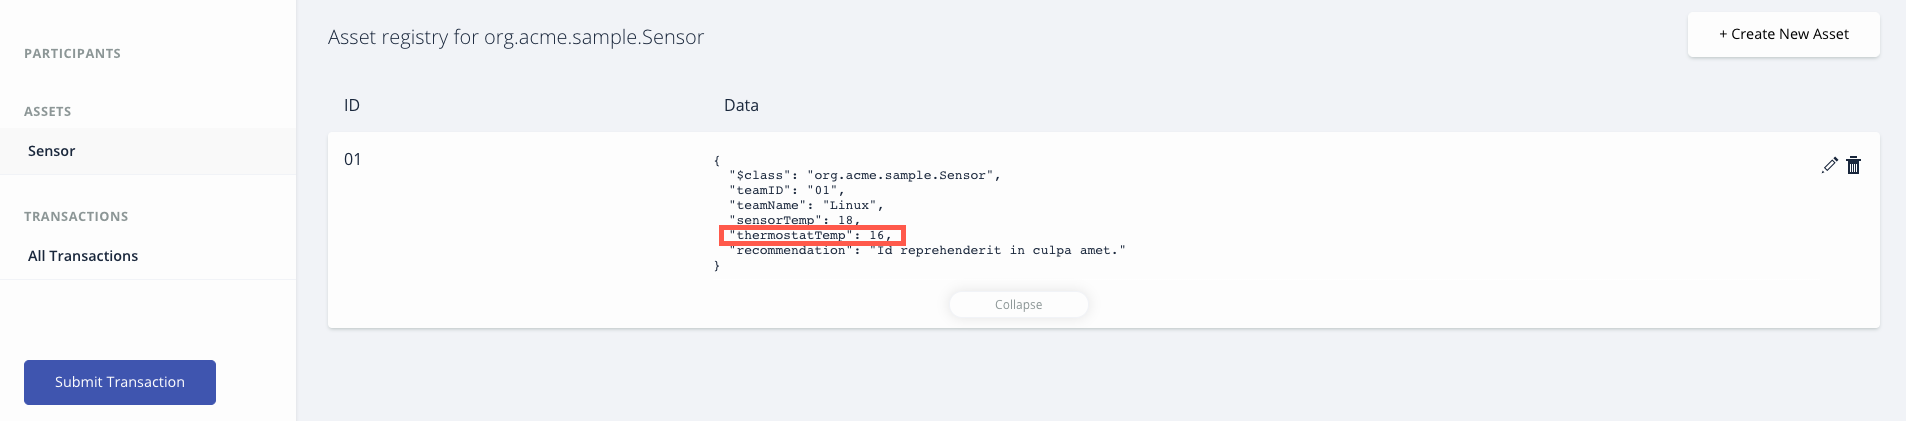 PARTICIPANTS
ASSETS
Sensor
TRANSACTIONS
All Transactions
Submit Transaction
Asset registry for org.acme.sample.Sensor
+ Create New Asset
ID Data
01
{
"$class": "org.acme.sample.Sensor",
"teamID": "01",
"teamName": "Linux",
"sensorTemp": 18,
"thermostatTemp": 16,
"recommendation": "Id reprehenderit in culpa amet."
}
Collapse